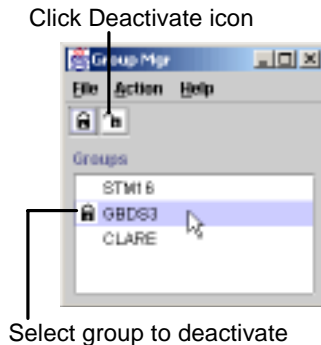 Click Deactivate icon
Group Mgr
File Action Help
Groups
STM16
GBDS3
CLARE
Select group to deactivate